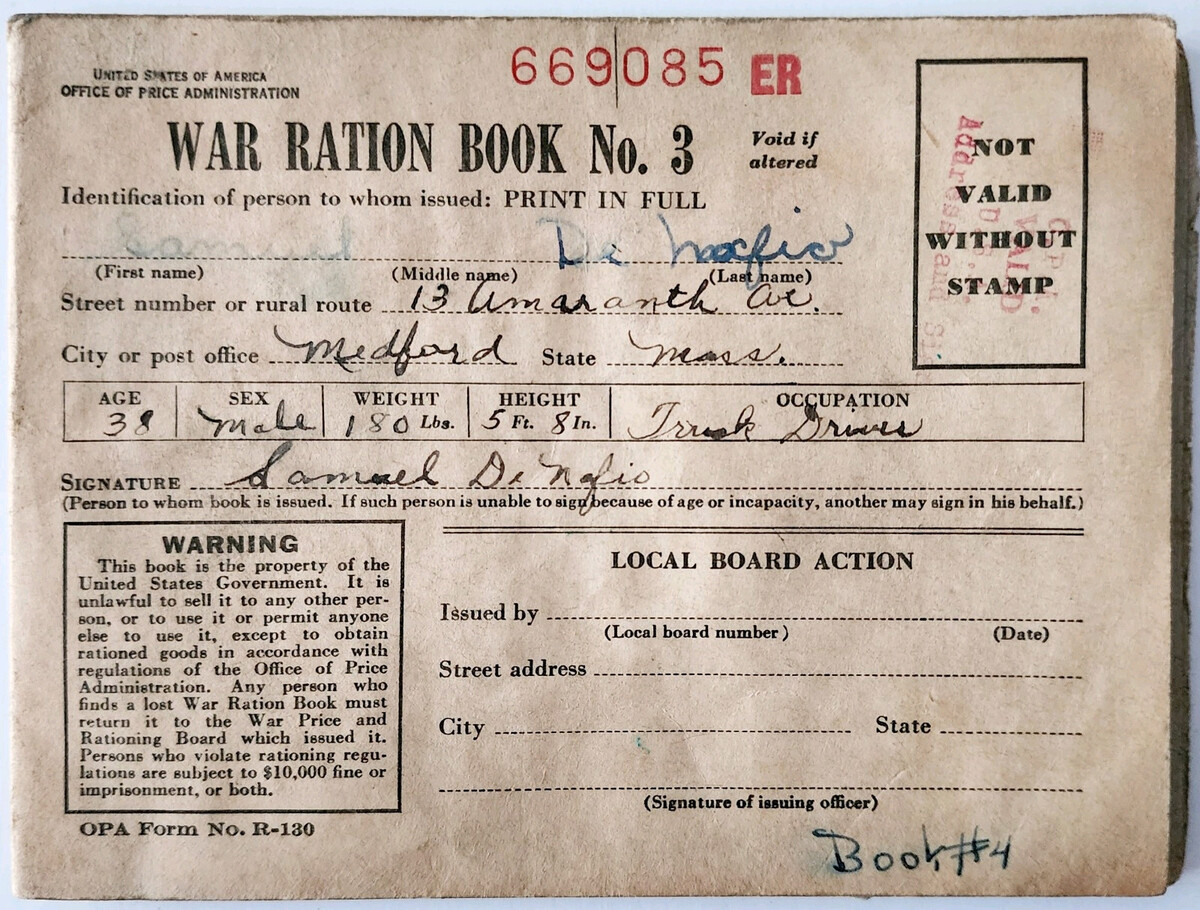 669085 ER
UNITED STATES OF AMERICA
OFFICE OF PRICE ADMINISTRATION
WAR RATION BOOK No. 3
Void if
altered
NOT
VALID
WITHOUT
STAMP
Identification of person to whom issued: PRINT IN FULL
Samuel De
(First name) (Middle name) (Last name)
Street number or rural route 13 Amaranth Ave.
City or post office Medford State Mass.
AGE SEX WEIGHT HEIGHT OCCUPATION
38 Male 180 Lbs. 5 Ft. 8 In. Truck Driver
SIGNATURE Samuel De Nafio
(Person to whom book is issued. If such person is unable to sign because of age or incapacity, another may sign in his behalf.)
WARNING
This book is the property of the
United States Government. It is
unlawful to sell it to any other per-
son, or to use it or permit anyone
else to use it, except to obtain
rationed goods in accordance with
regulations of the Office of Price
Administration. Any person who
finds a lost War Ration Book must
return it to the War Price and
Rationing Board which issued it.
Persons who violate rationing regu-
lations are subject to $10,000 fine or
imprisonment, or both.
OPA Form No. R-130
LOCAL BOARD ACTION
Issued by
(Local board number) (Date)
Street address
City State
(Signature of issuing officer)
Book #4